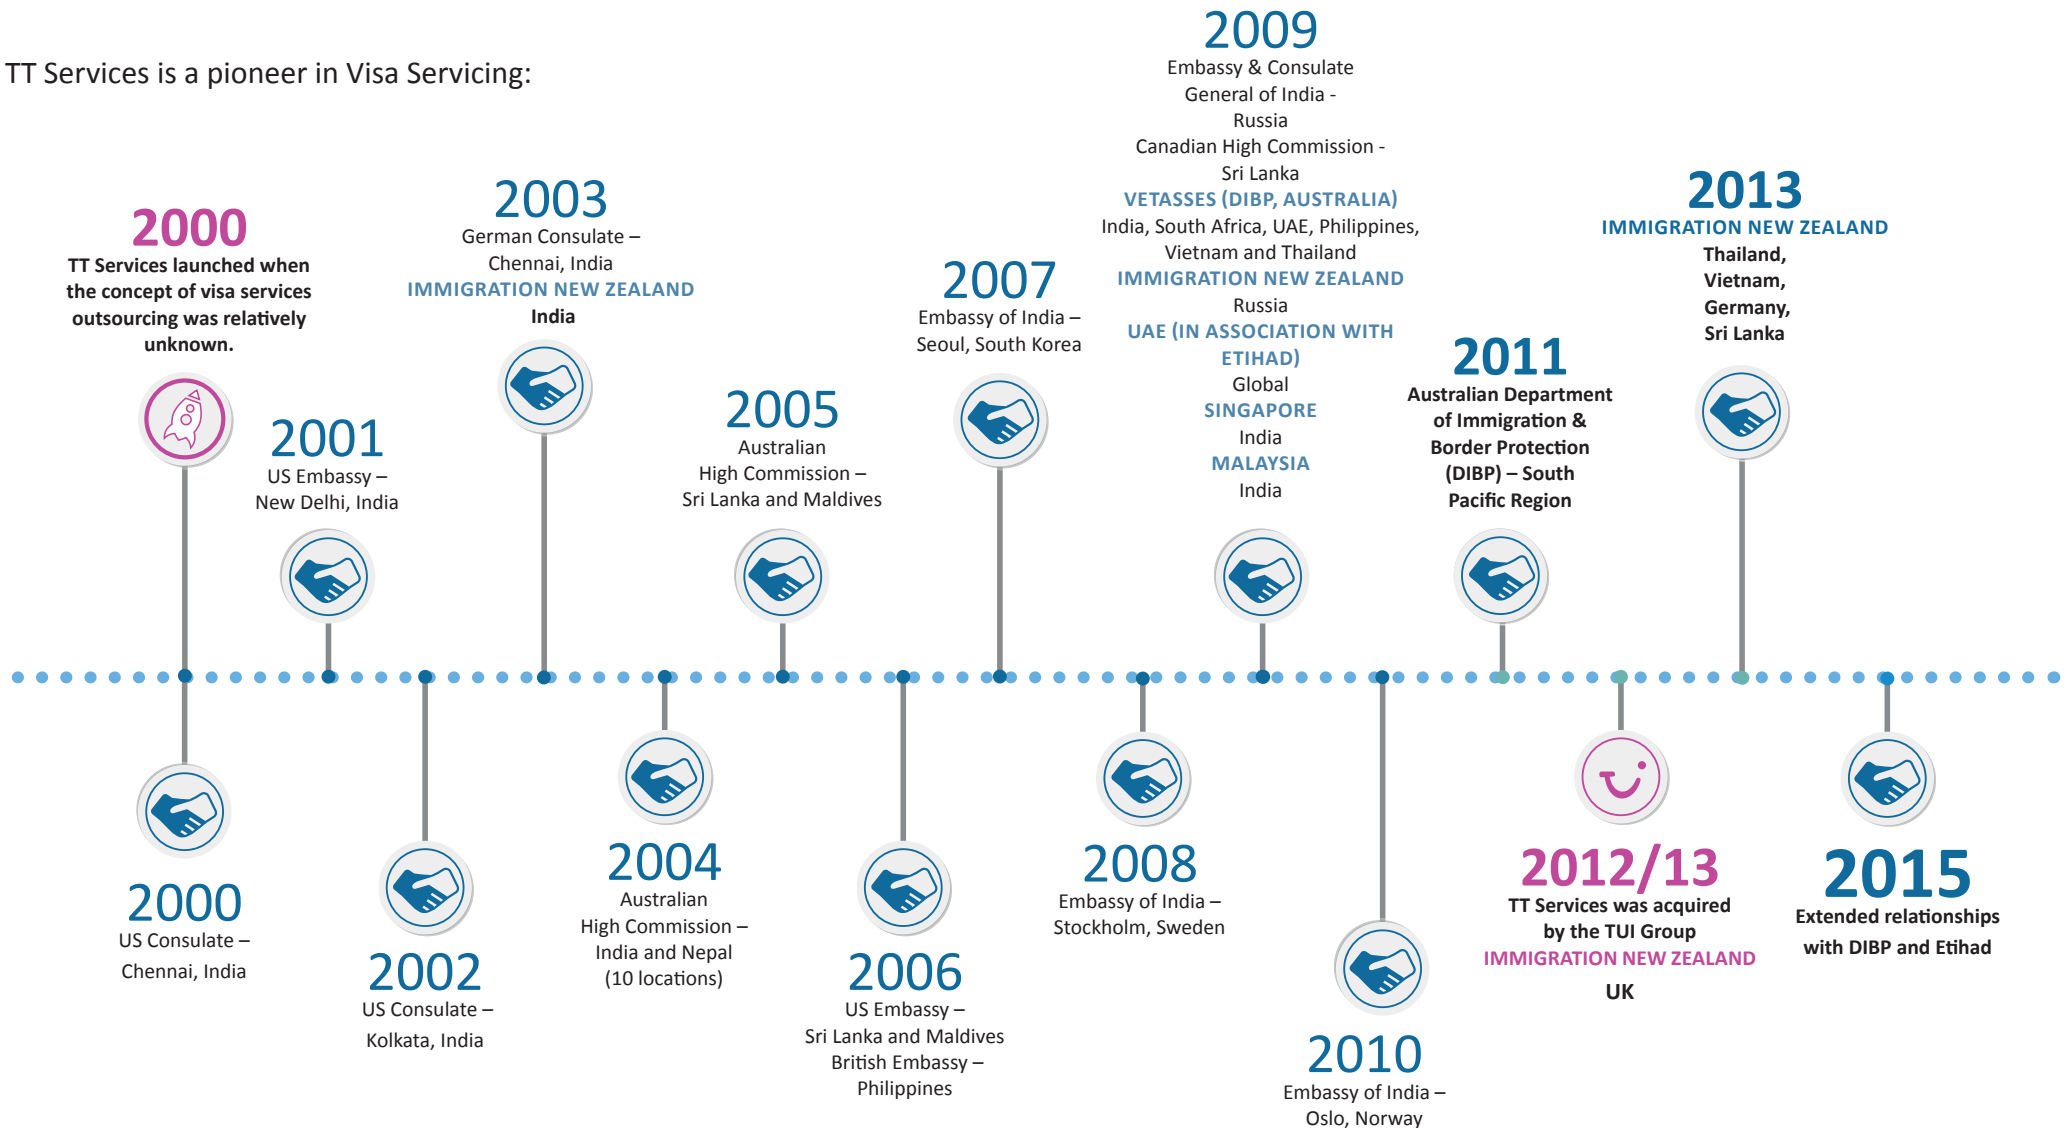 TT Services is a pioneer in Visa Servicing:
2000
TT Services launched when
the concept of visa services
outsourcing was relatively
unknown.
2000
US Consulate –
Chennai, India
2001
US Embassy –
New Delhi, India
2002
US Consulate –
Kolkata, India
2003
German Consulate –
Chennai, India
IMMIGRATION NEW ZEALAND
India
2004
Australian
High Commission –
India and Nepal
(10 locations)
2005
Australian
High Commission –
Sri Lanka and Maldives
2006
US Embassy –
Sri Lanka and Maldives
British Embassy –
Philippines
2007
Embassy of India –
Seoul, South Korea
2008
Embassy of India –
Stockholm, Sweden
2009
Embassy & Consulate
General of India -
Russia
Canadian High Commission -
Sri Lanka
VETASSES (DIBP, AUSTRALIA)
India, South Africa, UAE, Philippines,
Vietnam and Thailand
IMMIGRATION NEW ZEALAND
Russia
UAE (IN ASSOCIATION WITH
ETIHAD)
Global
SINGAPORE
India
MALAYSIA
India
2010
Embassy of India –
Oslo, Norway
2011
Australian Department
of Immigration &
Border Protection
(DIBP) – South
Pacific Region
2012/13
TT Services was acquired
by the TUI Group
IMMIGRATION NEW ZEALAND
UK
2013
IMMIGRATION NEW ZEALAND
Thailand,
Vietnam,
Germany,
Sri Lanka
2015
Extended relationships
with DIBP and Etihad